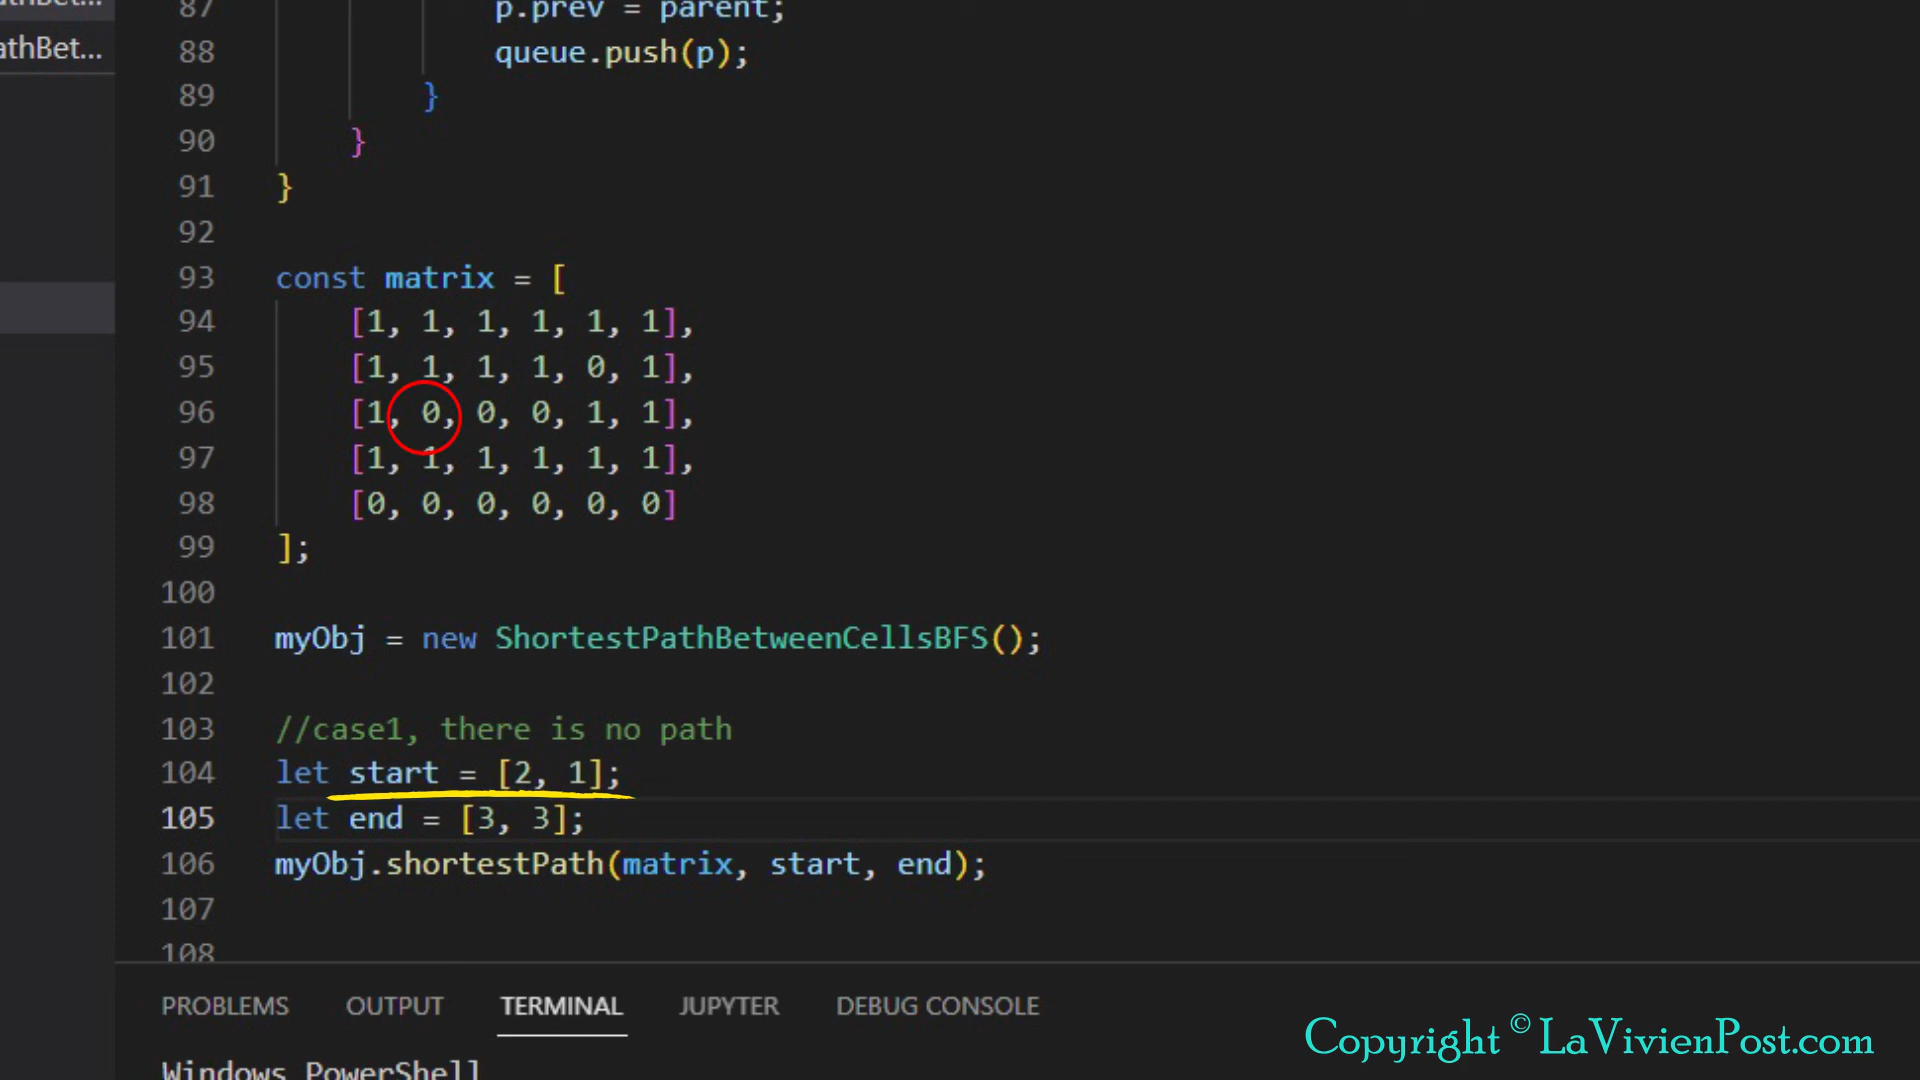 athBet...
87 p.prev = parent;
88 queue.push(p);
89 }
90 }
91 }
92
93 const matrix = [
94 [1, 1, 1, 1, 1, 1],
95 [1, 1, 1, 1, 0, 1],
96 [1, 0, 0, 0, 1, 1],
97 [1, 1, 1, 1, 1, 1],
98 [0, 0, 0, 0, 0, 0]
99 ];
100
101 myObj = new ShortestPathBetweenCellsBFS();
102
103 //case1, there is no path
104 let start = [2, 1];
105 let end = [3, 3];
106 myObj.shortestPath(matrix, start, end);
107
108
PROBLEMS OUTPUT TERMINAL JUPYTER DEBUG CONSOLE
Windows PowerShell
Copyright © LaVivienPost.com